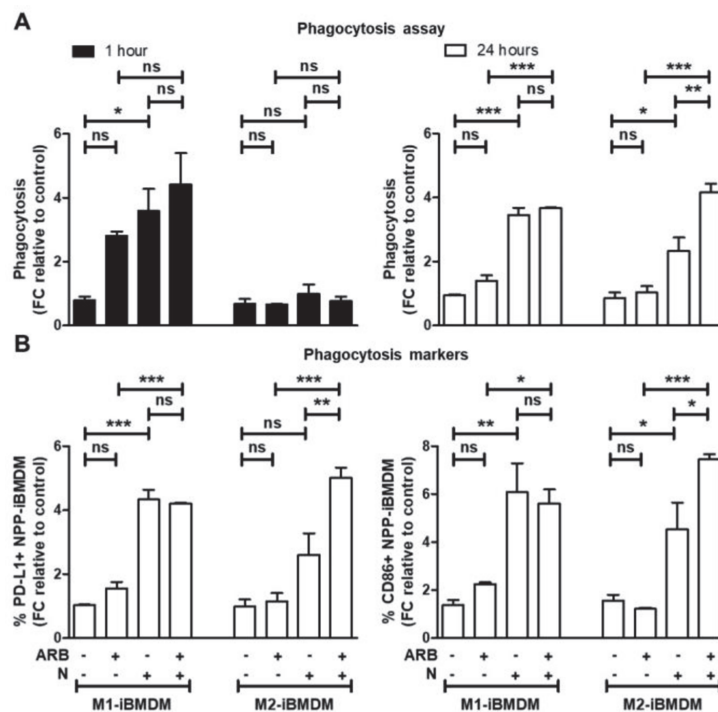 A
Phagocytosis assay
1 hour
24 hours
ns
ns
*** 
***
ns
ns
ns
**
*
ns
***
*
ns
ns
ns
ns
Phagocytosis
(FC relative to control)
6
4
2
0
Phagocytosis
(FC relative to control)
6
4
2
0
B
Phagocytosis markers
***
***
*
***
ns
**
ns
*
***
ns
**
*
ns
ns
ns
ns
% PD-L1+ NPP-iBMDM
(FC relative to control)
6
4
2
0
% CD86+ NPP-iBMDM
(FC relative to control)
8
6
4
2
0
ARB - + - + - + - + ARB - + - + - + - +
N - - + + - - + + N - - + + - - + +
M1-iBMDM M2-iBMDM M1-iBMDM M2-iBMDM